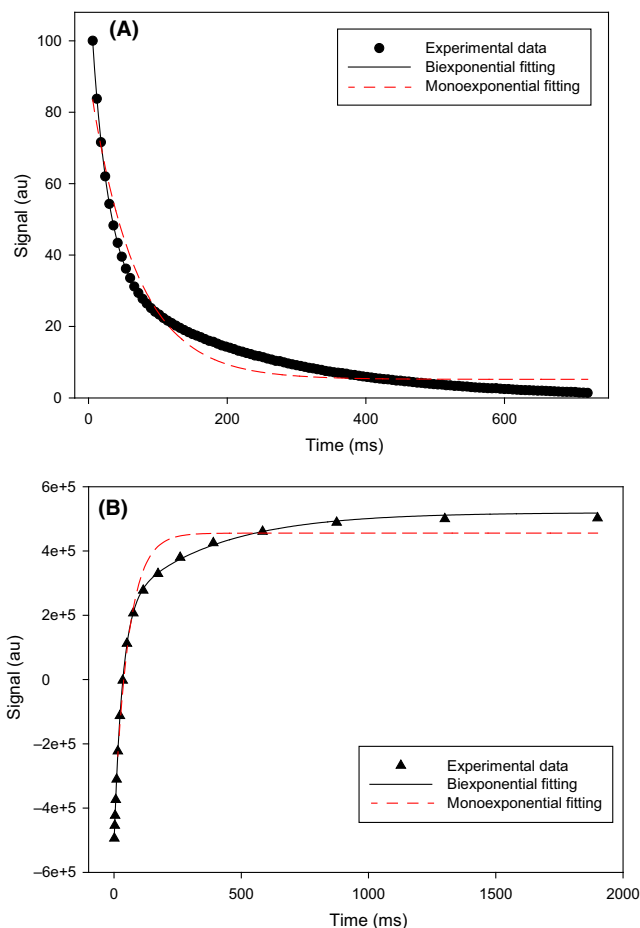 (A)
Experimental data
Biexponential fitting
Monoexponential fitting
Signal (au)
100
80
60
40
20
0
0 200 400 600
Time (ms)
(B)
Signal (au)
6e+5
4e+5
2e+5
0
−2e+5
−4e+5
−6e+5
Experimental data
Biexponential fitting
Monoexponential fitting
0 500 1000 1500 2000
Time (ms)